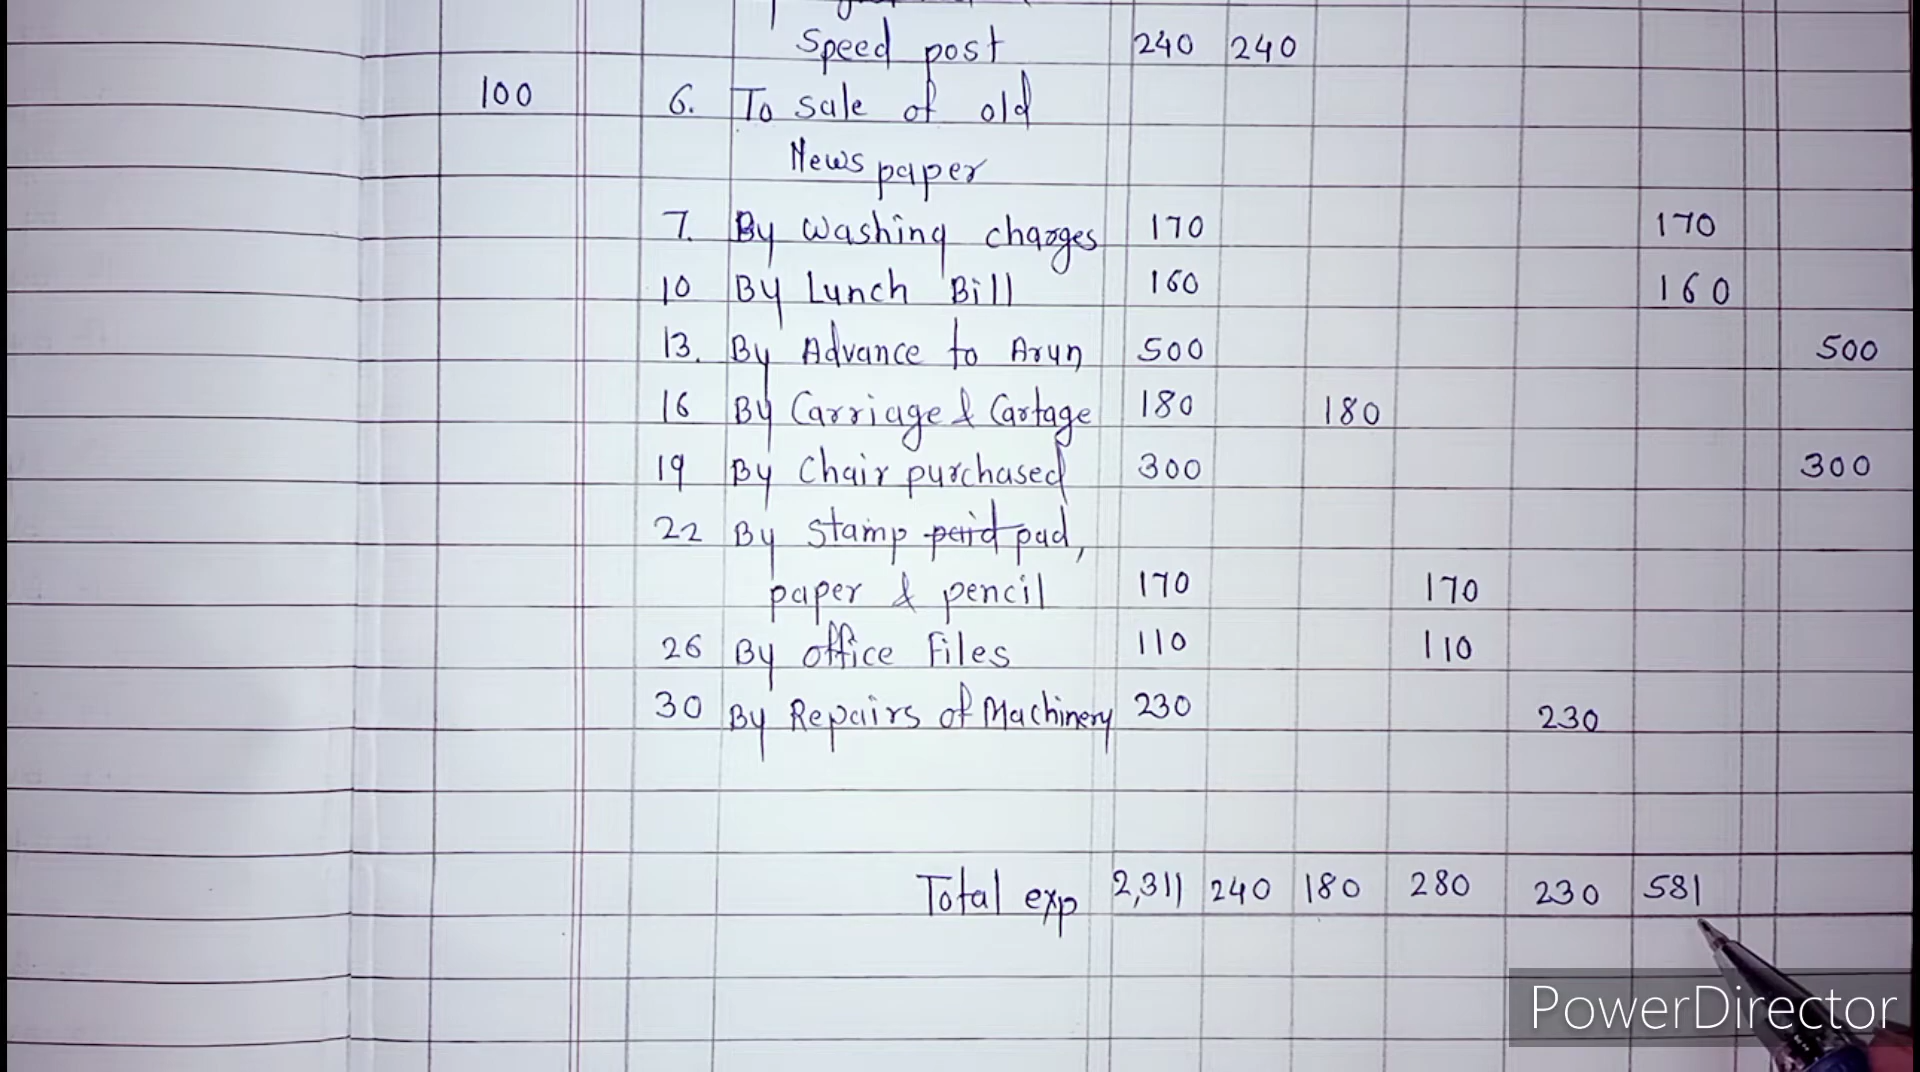 Speed post 240 240
100 6. To sale of old
News paper
7. By Washing charges 170 170
10 By Lunch Bill 160 160
13. By Advance to Arun 500 500
16 By Carriage & Cartage 180 180
19 By Chair purchased 300 300
22 By Stamp paid pad,
paper & pencil 170 170
26 By office Files 110 110
30 By Repairs of Machinery 230 230
Total exp 2,311 240 180 280 230 581
PowerDirector